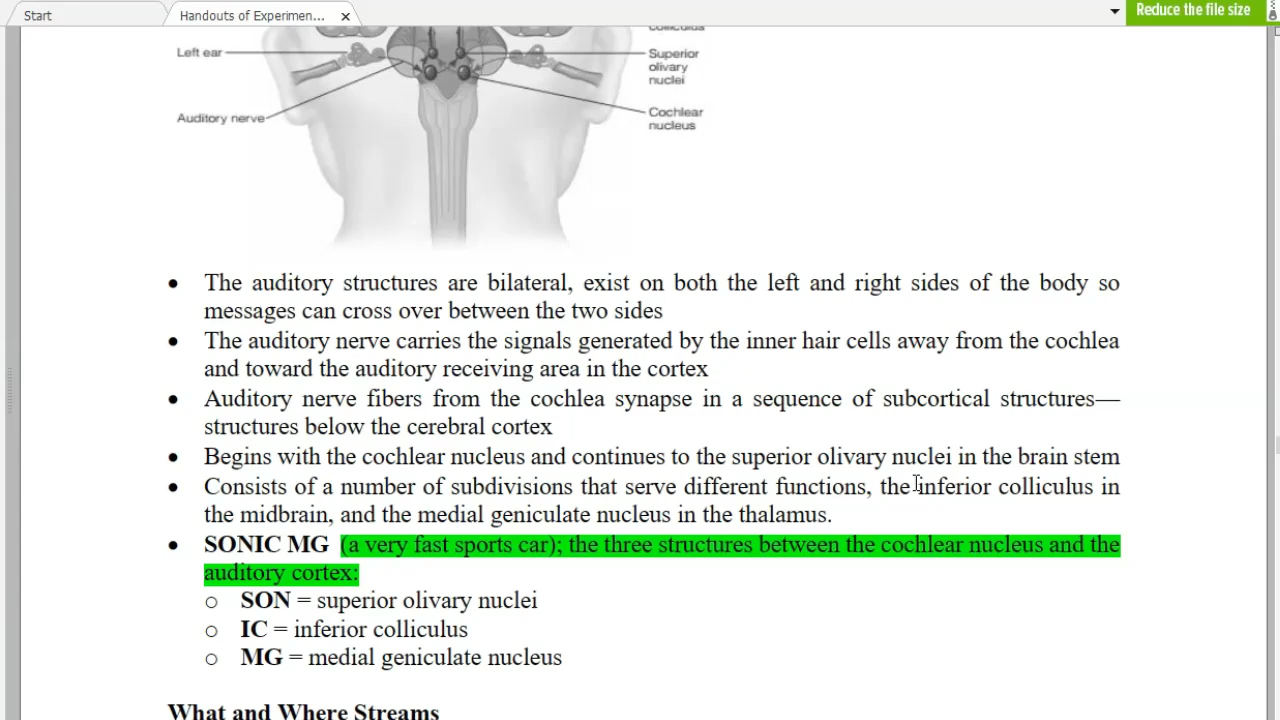 Start
Handouts of Experimen... ×
Reduce the file size
colliculus
Left ear
Superior
olivary
nuclei
Auditory nerve
Cochlear
nucleus
• The auditory structures are bilateral, exist on both the left and right sides of the body so
messages can cross over between the two sides
• The auditory nerve carries the signals generated by the inner hair cells away from the cochlea
and toward the auditory receiving area in the cortex
• Auditory nerve fibers from the cochlea synapse in a sequence of subcortical structures—
structures below the cerebral cortex
• Begins with the cochlear nucleus and continues to the superior olivary nuclei in the brain stem
• Consists of a number of subdivisions that serve different functions, the inferior colliculus in
the midbrain, and the medial geniculate nucleus in the thalamus.
• SONIC MG (a very fast sports car); the three structures between the cochlear nucleus and the
auditory cortex:
o SON = superior olivary nuclei
o IC = inferior colliculus
o MG = medial geniculate nucleus
What and Where Streams